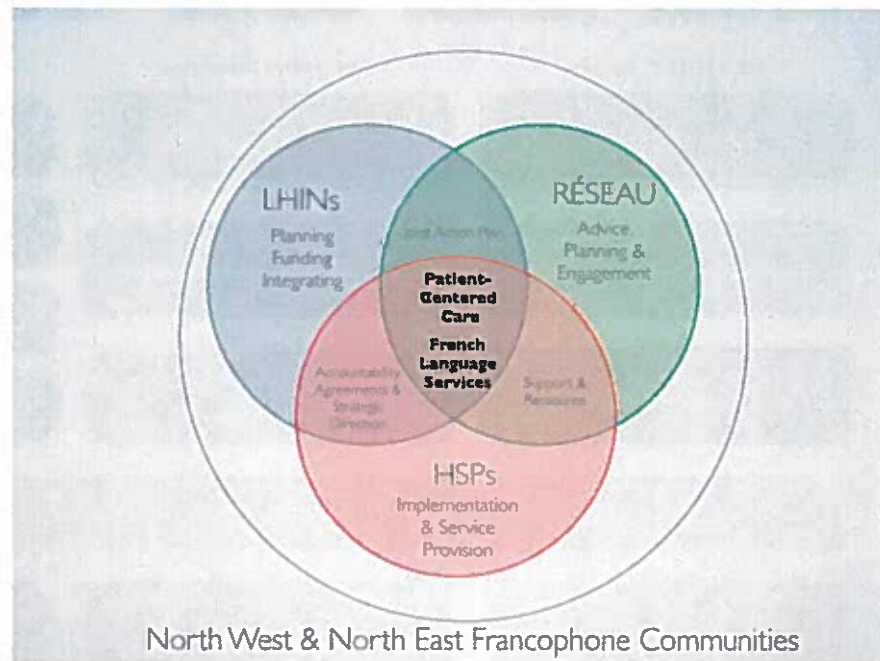 LHINs
Planning
Funding
Integrating
RÉSEAU
Advice,
Planning &
Engagement
Joint Action Plan
Patient-
Centered
Care
French
Language
Services
Accountability
Agreements &
Strategic
Direction
Support &
Resource
HSPs
Implementation
& Service
Provision
North West & North East Francophone Communities